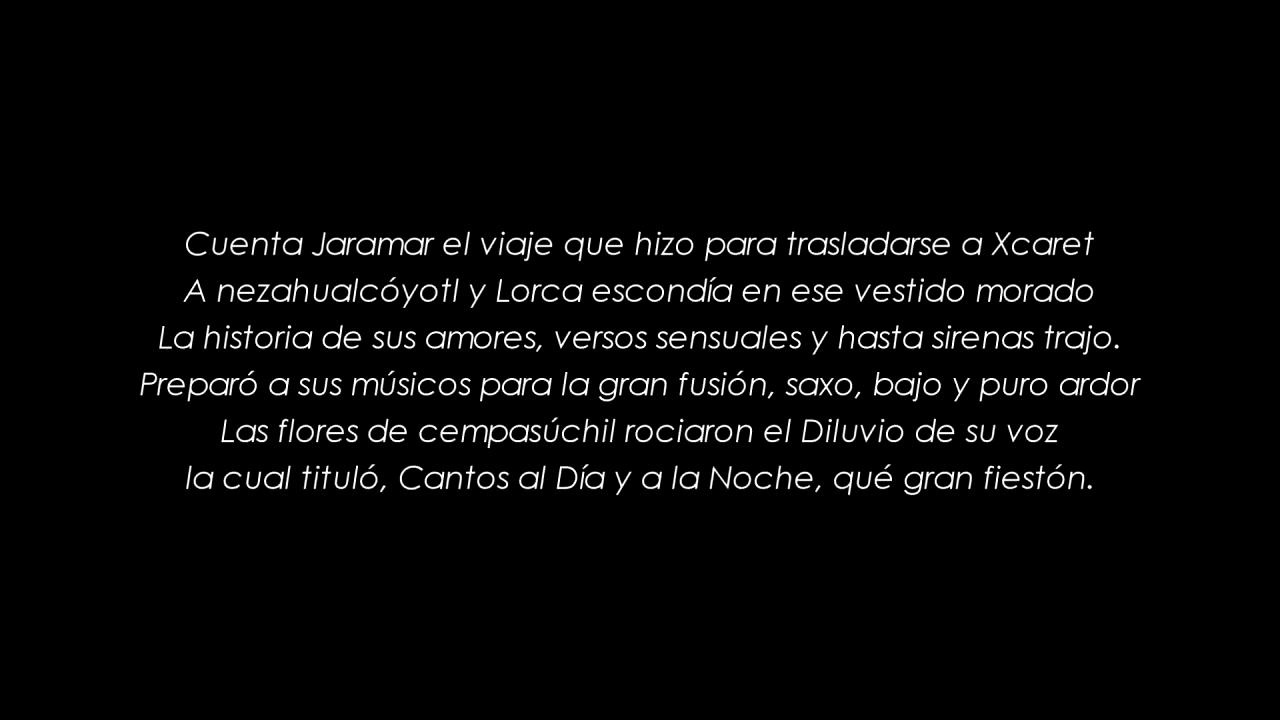 Cuenta Jaramar el viaje que hizo para trasladarse a Xcaret
A nezahualcóyotl y Lorca escondía en ese vestido morado
La historia de sus amores, versos sensuales y hasta sirenas trajo.
Preparó a sus músicos para la gran fusión, saxo, bajo y puro ardor
Las flores de cempasúchil rociaron el Diluvio de su voz
la cual tituló, Cantos al Día y a la Noche, qué gran fiestón.